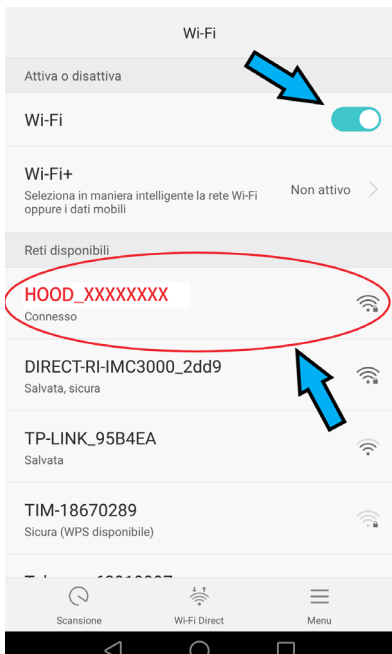 Wi-Fi
Attiva o disattiva
Wi-Fi
Wi-Fi+
Seleziona in maniera intelligente la rete Wi-Fi
oppure i dati mobili
Non attivo
Reti disponibili
HOOD_XXXXXXXX
Connesso
DIRECT-RI-IMC3000_2dd9
Salvata, sicura
TP-LINK_95B4EA
Salvata
TIM-18670289
Sicura (WPS disponibile)
Scansione
Wi-Fi Direct
Menu